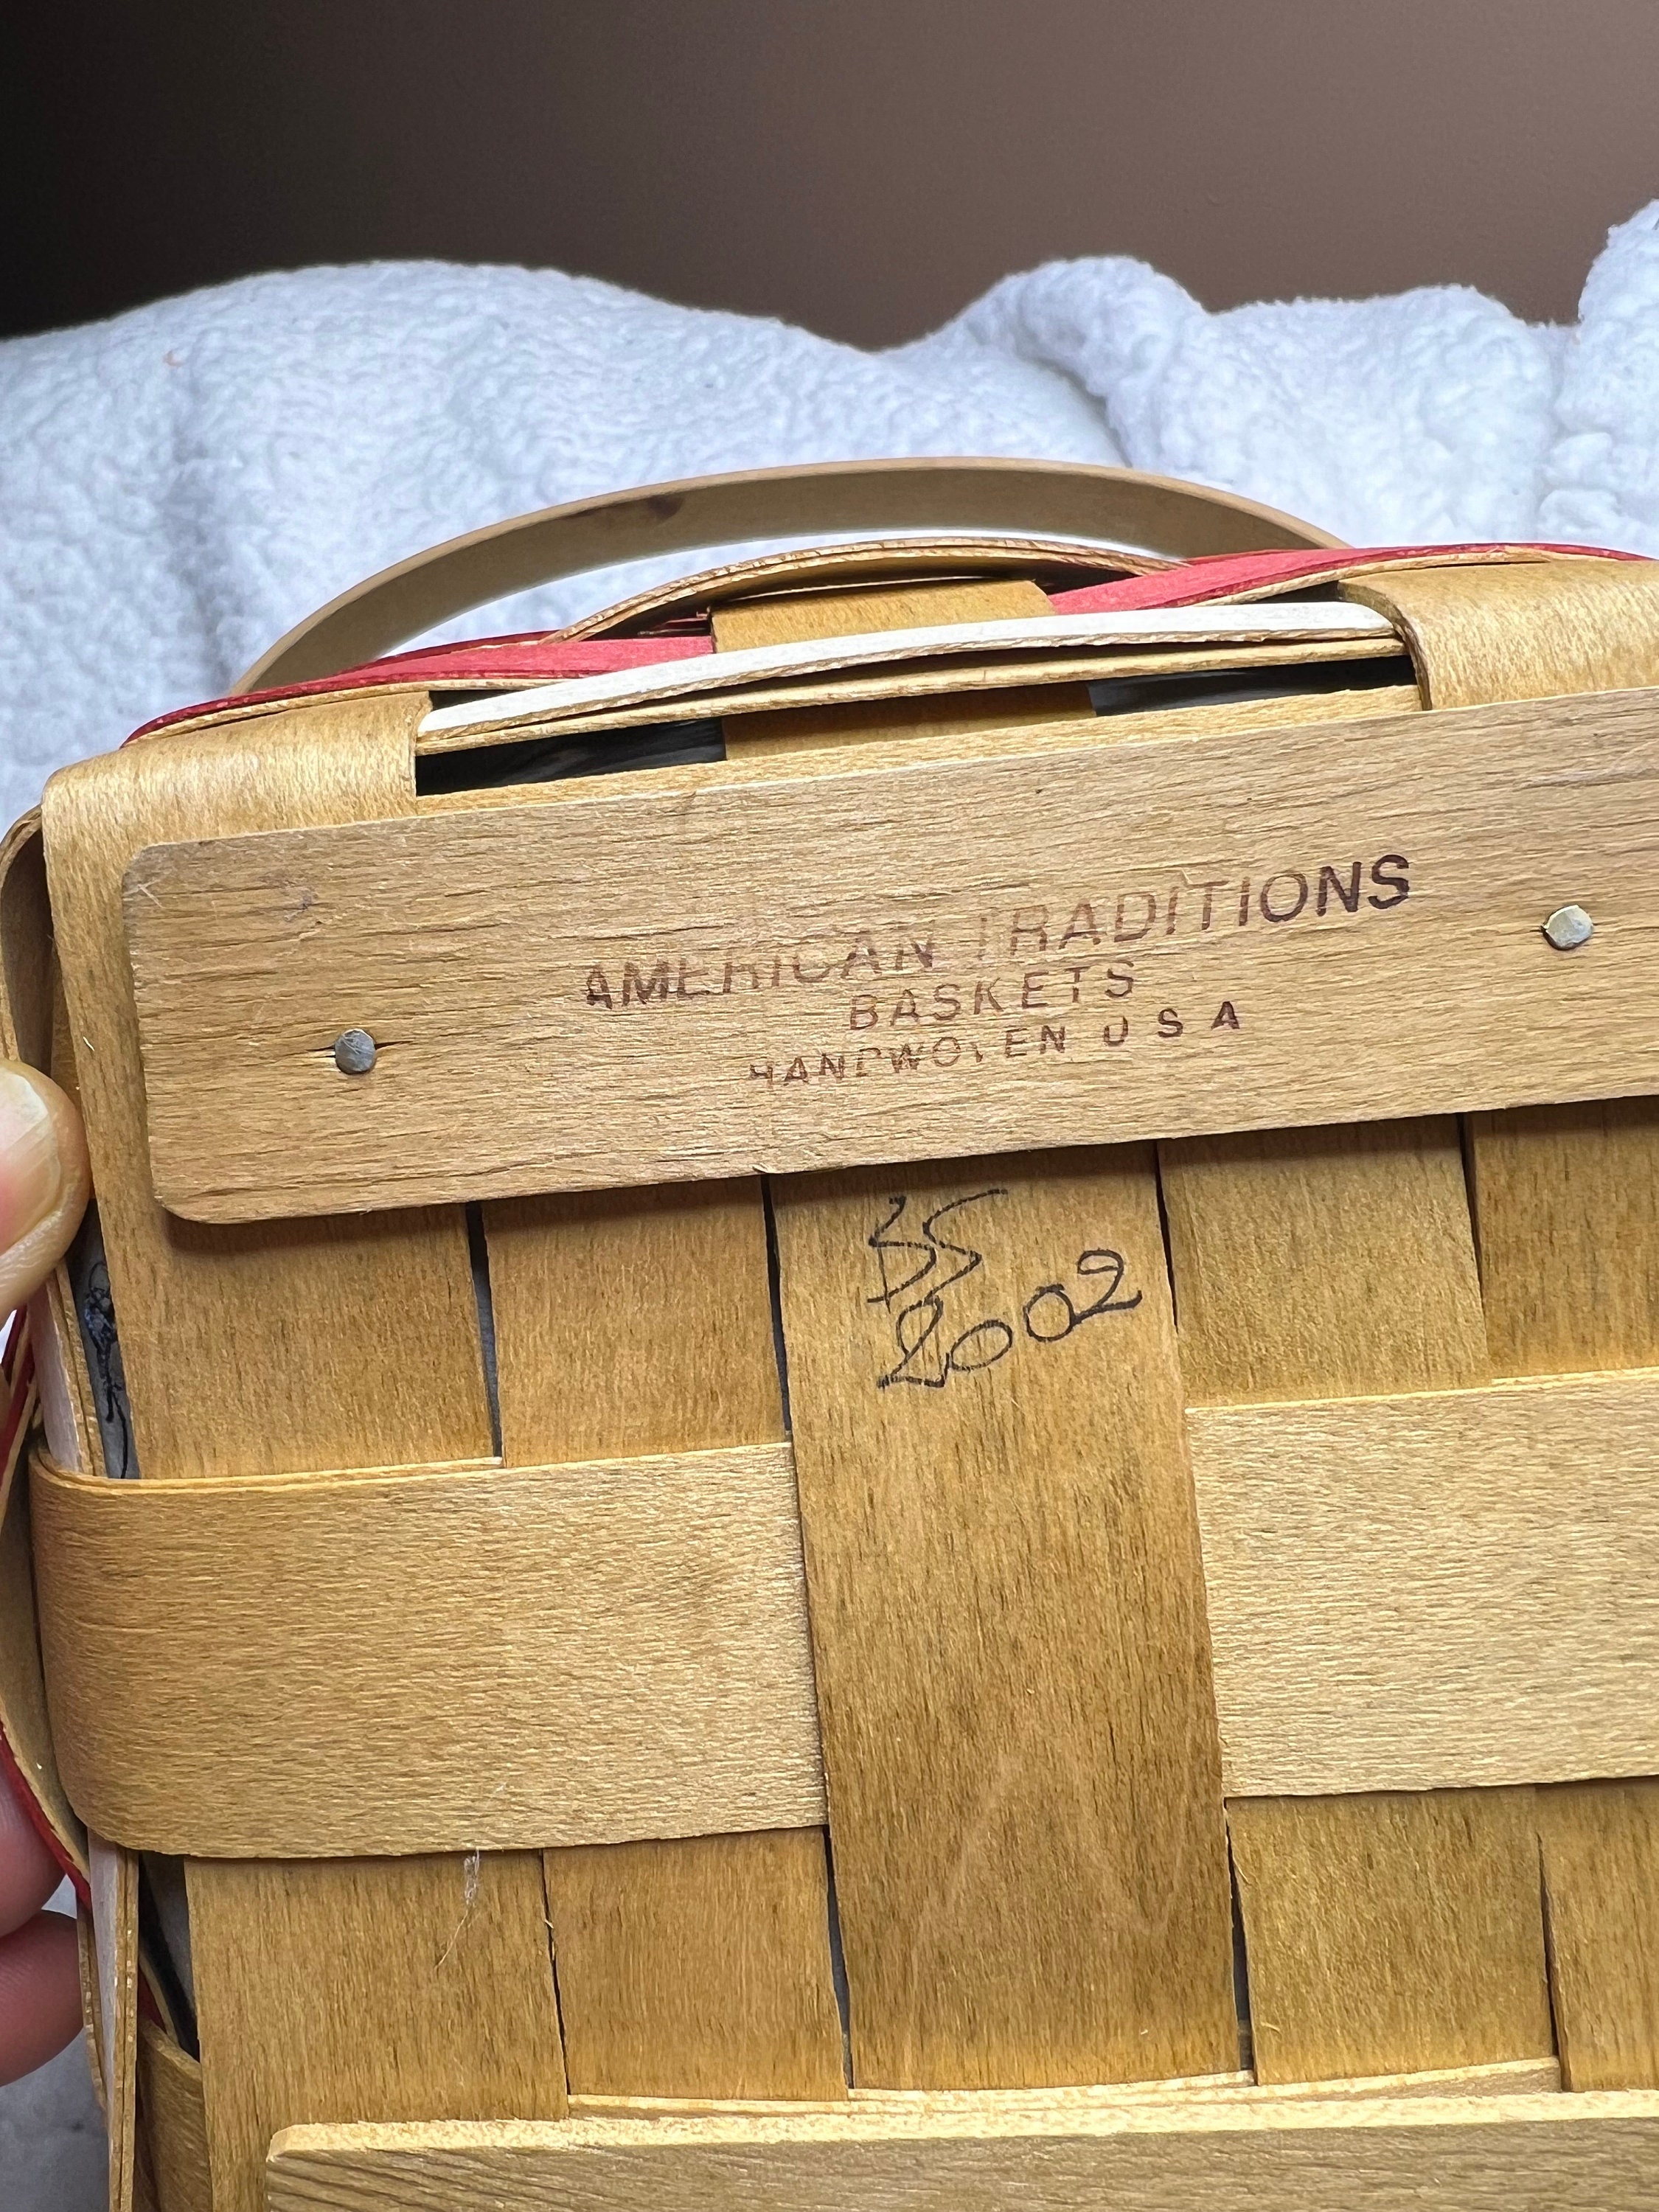 AMERICAN TRADITIONS
BASKETS
HANDWOVEN USA
2002